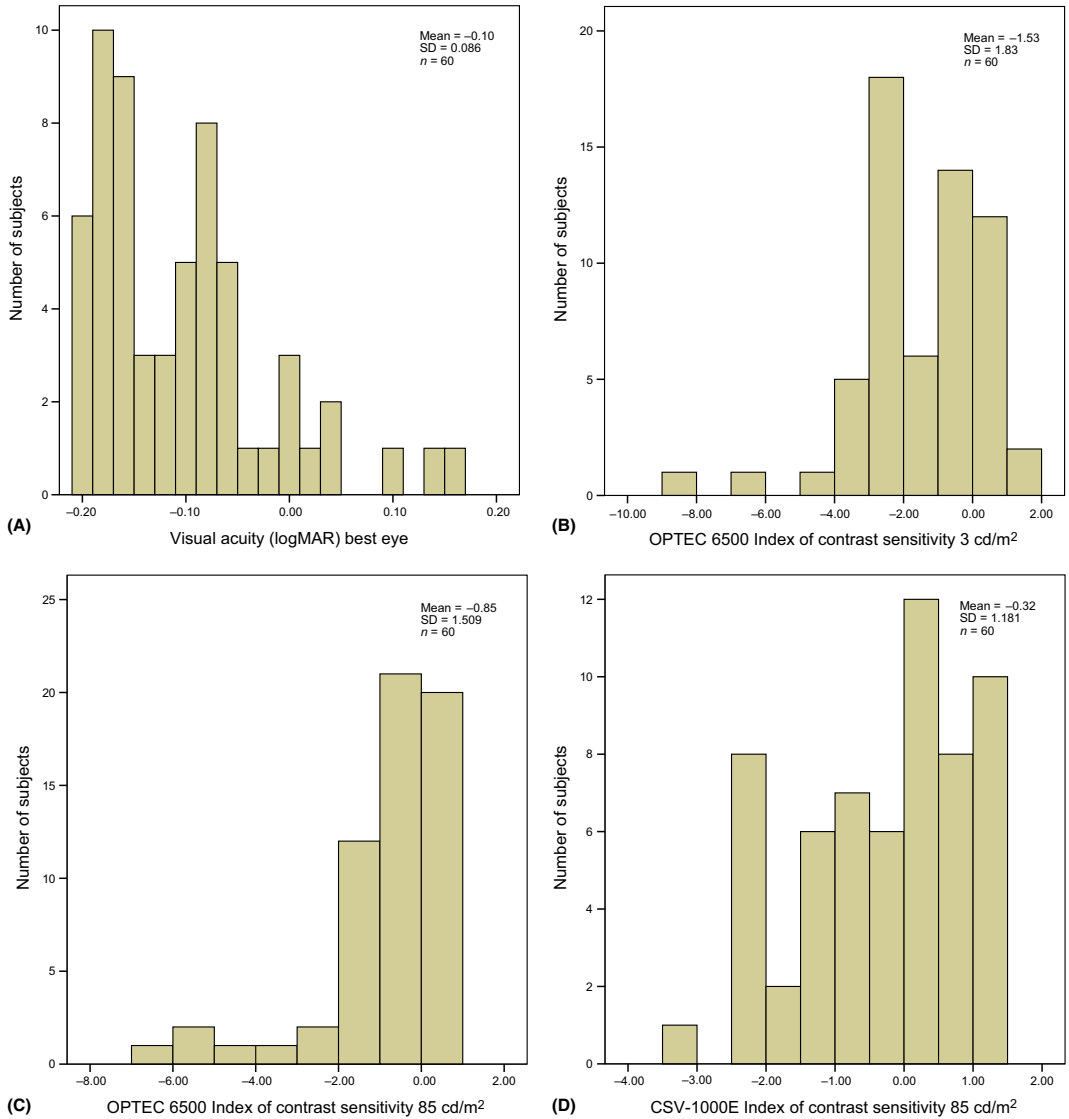 Mean = –0.10
SD = 0.086
n = 60
10
8
6
4
2
0
Number of subjects
–0.20 –0.10 0.00 0.10 0.20
(A) Visual acuity (logMAR) best eye
Mean = –1.53
SD = 1.83
n = 60
20
15
10
5
0
Number of subjects
–10.00 –8.00 –6.00 –4.00 –2.00 0.00 2.00
(B) OPTEC 6500 Index of contrast sensitivity 3 cd/m²
Mean = –0.85
SD = 1.509
n = 60
25
20
15
10
5
0
Number of subjects
–8.00 –6.00 –4.00 –2.00 0.00 2.00
(C) OPTEC 6500 Index of contrast sensitivity 85 cd/m²
Mean = –0.32
SD = 1.181
n = 60
12
10
8
6
4
2
0
Number of subjects
–4.00 –3.00 –2.00 –1.00 0.00 1.00 2.00
(D) CSV-1000E Index of contrast sensitivity 85 cd/m²